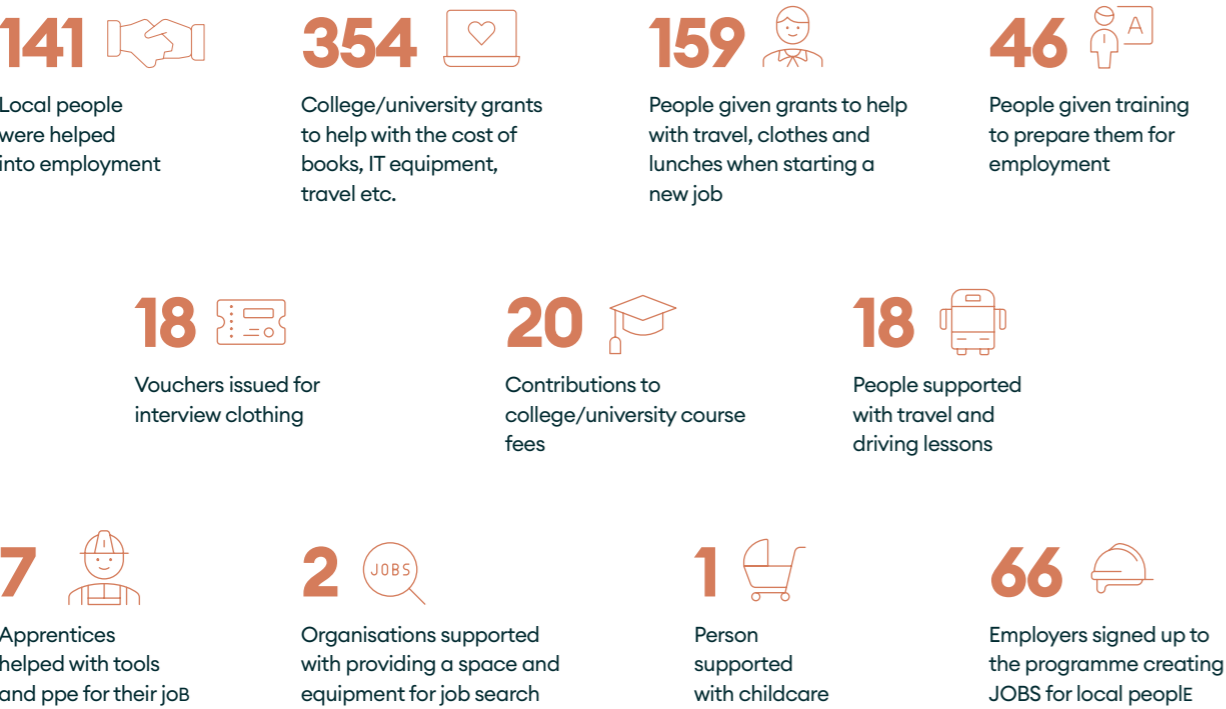 141
354
159
46
A
Local people
were helped
into employment
College/university grants
to help with the cost of
books, IT equipment,
travel etc.
People given grants to help
with travel, clothes and
lunches when starting a
new job
People given training
to prepare them for
employment
18
20
18
Vouchers issued for
interview clothing
Contributions to
college/university course
fees
People supported
with travel and
driving lessons
7
2
JOBS
1
66
Apprentices
helped with tools
and ppe for their joB
Organisations supported
with providing a space and
equipment for job search
Person
supported
with childcare
Employers signed up to
the programme creating
JOBS for local peoplE